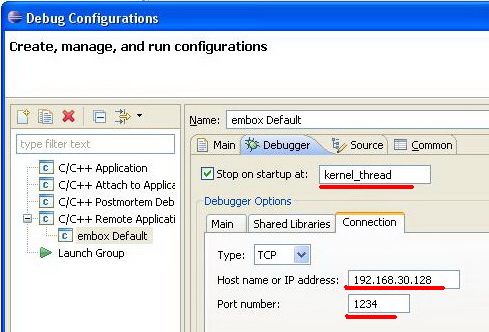 Debug Configurations
Create, manage, and run configurations
type filter text
C/C++ Application
C/C++ Attach to Applica
C/C++ Postmortem Deb
C/C++ Remote Applicati
embox Default
Launch Group
Name: embox Default
Main Debugger Source Common
Stop on startup at: kernel_thread
Debugger Options
Main Shared Libraries Connection
Type: TCP
Host name or IP address: 192.168.30.128
Port number: 1234